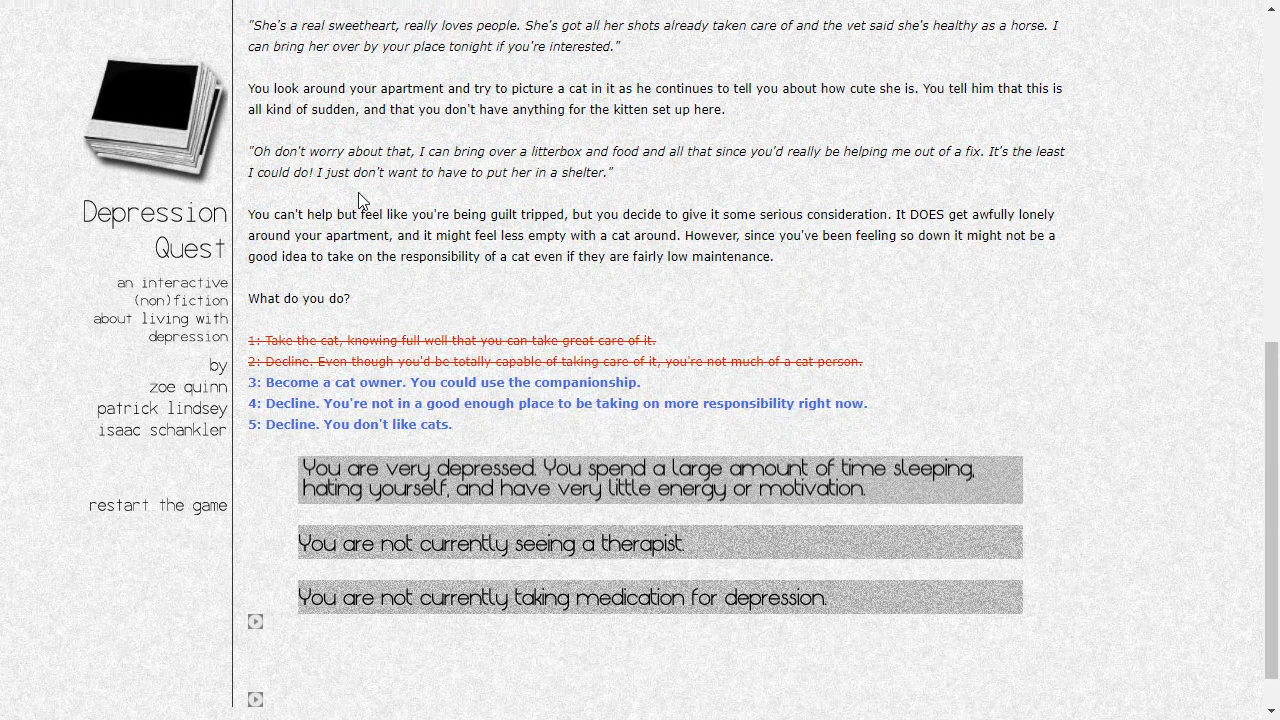 "She's a real sweetheart, really loves people. She's got all her shots already taken care of and the vet said she's healthy as a horse. I
can bring her over by your place tonight if you're interested."
You look around your apartment and try to picture a cat in it as he continues to tell you about how cute she is. You tell him that this is
all kind of sudden, and that you don't have anything for the kitten set up here.
"Oh don't worry about that, I can bring over a litterbox and food and all that since you'd really be helping me out of a fix. It's the least
I could do! I just don't want to have to put her in a shelter."
You can't help but feel like you're being guilt tripped, but you decide to give it some serious consideration. It DOES get awfully lonely
around your apartment, and it might feel less empty with a cat around. However, since you've been feeling so down it might not be a
good idea to take on the responsibility of a cat even if they are fairly low maintenance.
What do you do?
1: Take the cat, knowing full well that you can take great care of it.
2: Decline. Even though you'd be totally capable of taking care of it, you're not much of a cat person.
3: Become a cat owner. You could use the companionship.
4: Decline. You're not in a good enough place to be taking on more responsibility right now.
5: Decline. You don't like cats.
You are very depressed. You spend a large amount of time sleeping,
hating yourself, and have very little energy or motivation.
You are not currently seeing a therapist.
You are not currently taking medication for depression.
Depression
Quest
an interactive
(non)fiction
about living with
depression
by
zoe quinn
patrick lindsey
isaac schankler
restart the game